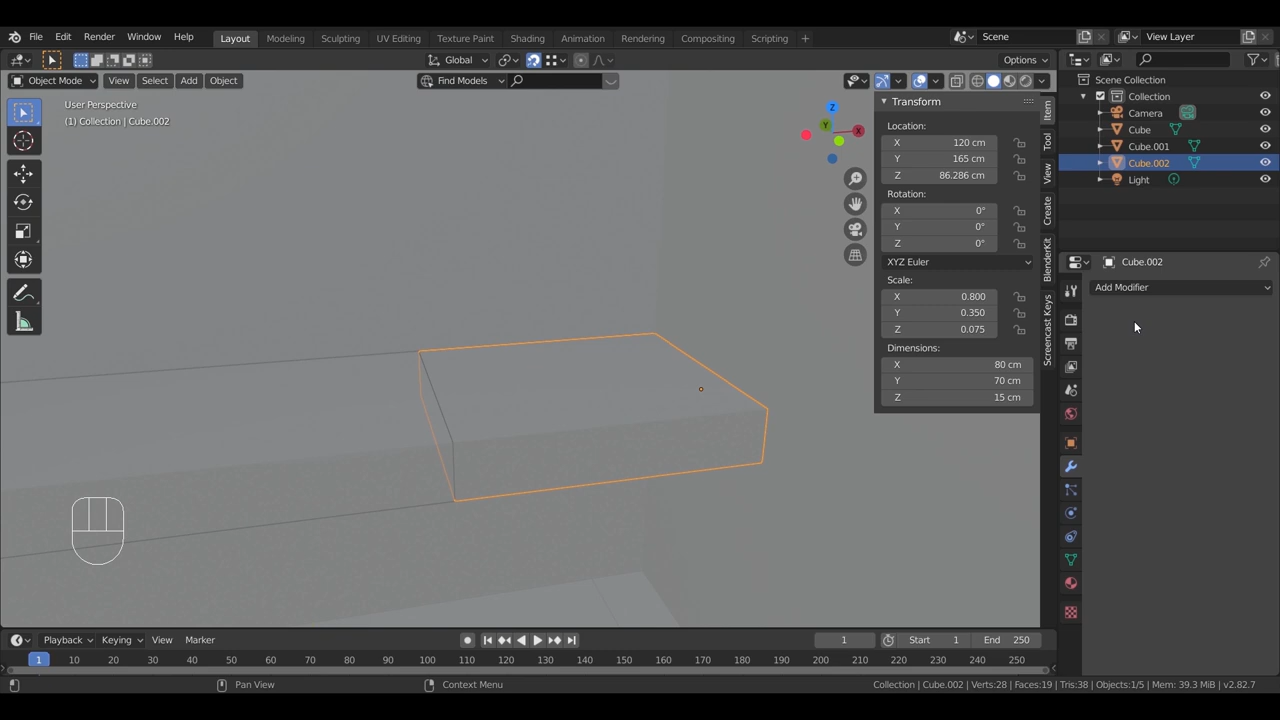 File Edit Render Window Help Layout Modeling Sculpting UV Editing Texture Paint Shading Animation Rendering Compositing Scripting + Scene View Layer
Global Options
Object Mode View Select Add Object Find Models
User Perspective
(1) Collection | Cube.002
Z
Y
X
Transform
Location:
X 120 cm
Y 165 cm
Z 86.286 cm
Rotation:
X 0°
Y 0°
Z 0°
XYZ Euler
Scale:
X 0.800
Y 0.350
Z 0.075
Dimensions:
X 80 cm
Y 70 cm
Z 15 cm
Item
Tool
View
Create
BlenderKit
Screencast Keys
Scene Collection
Collection
Camera
Cube
Cube.001
Cube.002
Light
Cube.002
Add Modifier
Playback Keying View Marker 1 Start 1 End 250
1 10 20 30 40 50 60 70 80 90 100 110 120 130 140 150 160 170 180 190 200 210 220 230 240 250
Pan View Context Menu Collection | Cube.002 | Verts:28 | Faces:19 | Tris:38 | Objects:1/5 | Mem: 39.3 MiB | v2.82.7